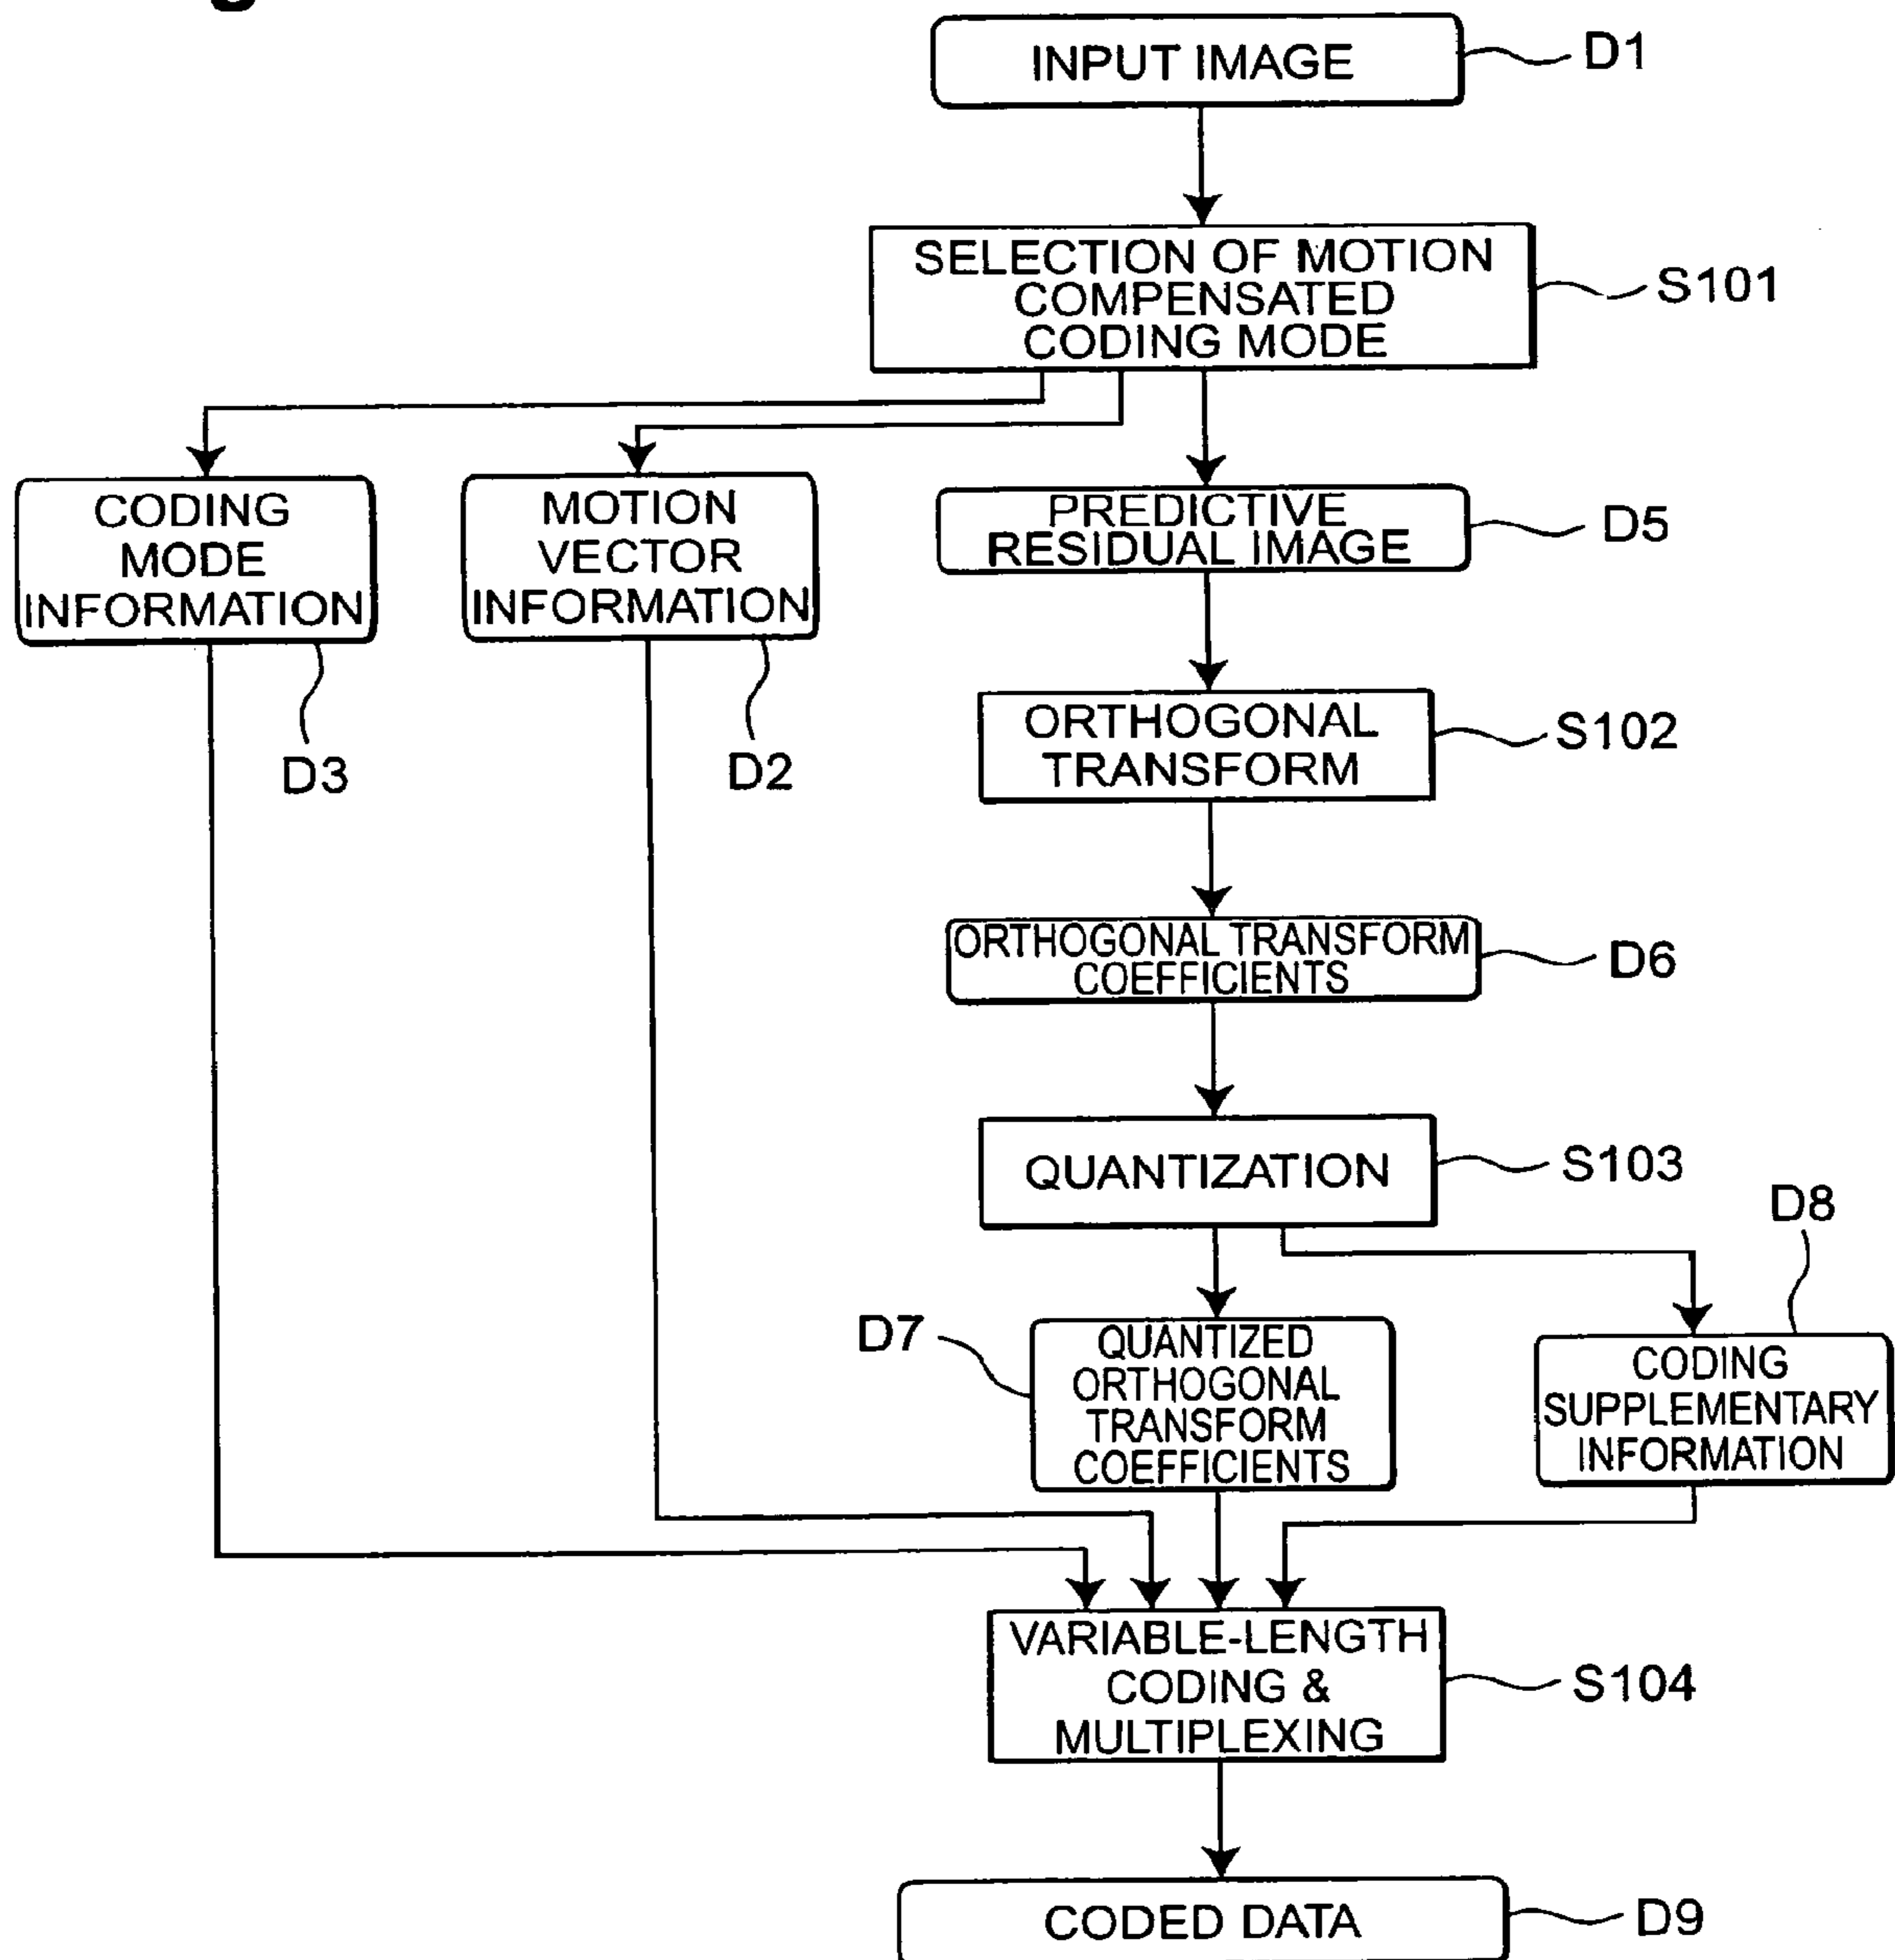 INPUT IMAGE
D1
SELECTION OF MOTION
COMPENSATED
CODING MODE
S101
CODING
MODE
INFORMATION
D3
MOTION
VECTOR
INFORMATION
D2
PREDICTIVE
RESIDUAL IMAGE
D5
ORTHOGONAL
TRANSFORM
S102
ORTHOGONAL TRANSFORM
COEFFICIENTS
D6
QUANTIZATION
S103
D7
QUANTIZED
ORTHOGONAL
TRANSFORM
COEFFICIENTS
D8
CODING
SUPPLEMENTARY
INFORMATION
VARIABLE-LENGTH
CODING &
MULTIPLEXING
S104
CODED DATA
D9